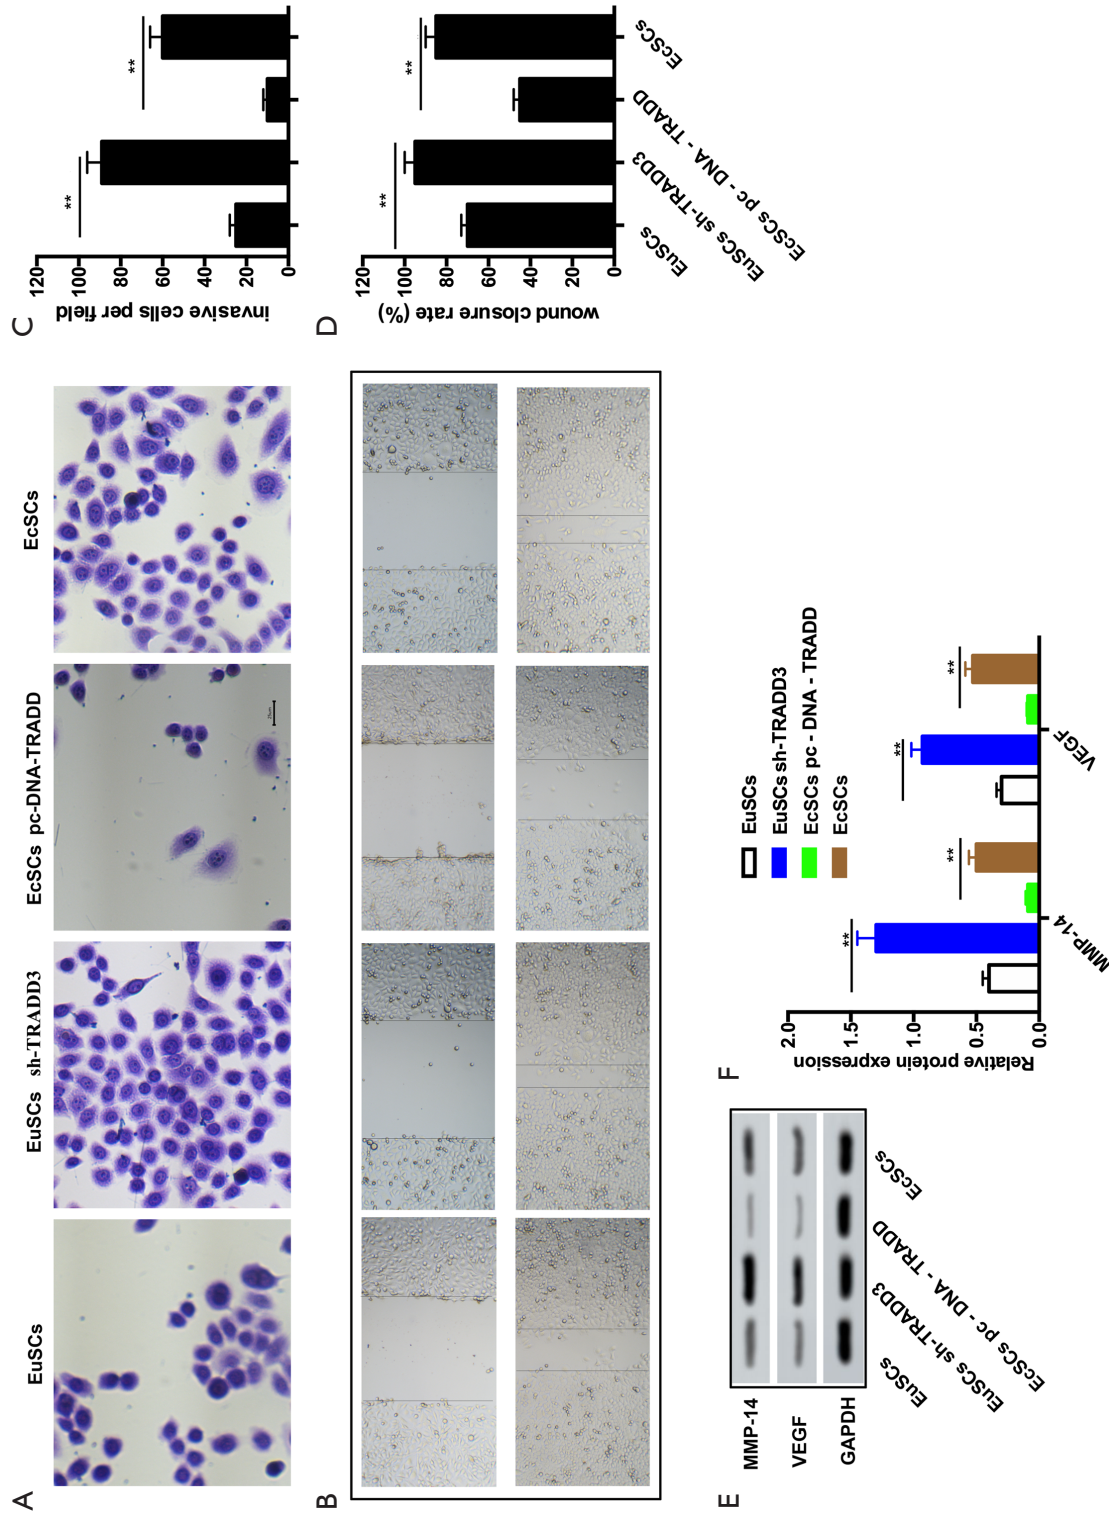 A
EuSCs
EuSCs sh-TRADD3
EcSCs pc-DNA-TRADD
EcSCs
25μm
B
C
invasive cells per field
120
100
80
60
40
20
0
**
**
D
wound closure rate (%)
120
100
80
60
40
20
0
**
**
EuSCs
EuSCs sh-TRADD3
EcSCs pc - DNA - TRADD
EcSCs
E
MMP-14
VEGF
GAPDH
EuSCs
EuSCs sh-TRADD3
EcSCs pc - DNA - TRADD
EcSCs
F
Relative protein expression
2.0
1.5
1.0
0.5
0.0
**
**
**
**
MMP-14
VEGF
EuSCs
EuSCs sh-TRADD3
EcSCs pc - DNA - TRADD
EcSCs